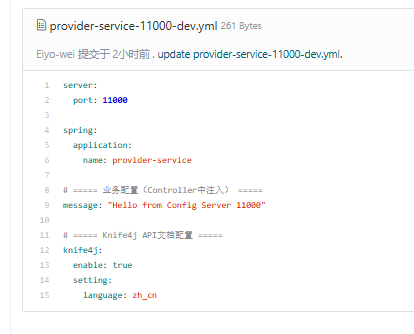 provider-service-11000-dev.yml 261 Bytes
Eiyo-wei 提交于 2小时前 . update provider-service-11000-dev.yml.
1 server:
2   port: 11000
3
4 spring:
5   application:
6     name: provider-service
7
8 # ===== 业务配置（Controller中注入） =====
9 message: "Hello from Config Server 11000"
10
11 # ===== Knife4j API文档配置 =====
12 knife4j:
13   enable: true
14   setting:
15     language: zh_cn